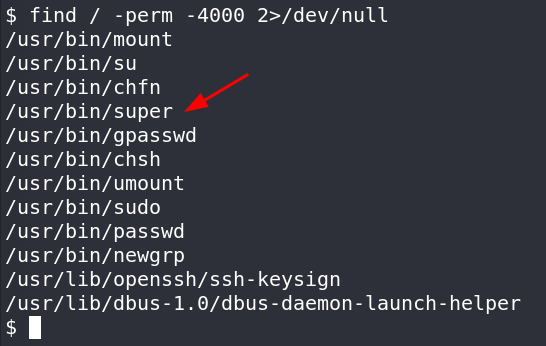 $ find / -perm -4000 2>/dev/null
/usr/bin/mount
/usr/bin/su
/usr/bin/chfn
/usr/bin/super
/usr/bin/gpasswd
/usr/bin/chsh
/usr/bin/umount
/usr/bin/sudo
/usr/bin/passwd
/usr/bin/newgrp
/usr/lib/openssh/ssh-keysign
/usr/lib/dbus-1.0/dbus-daemon-launch-helper
$